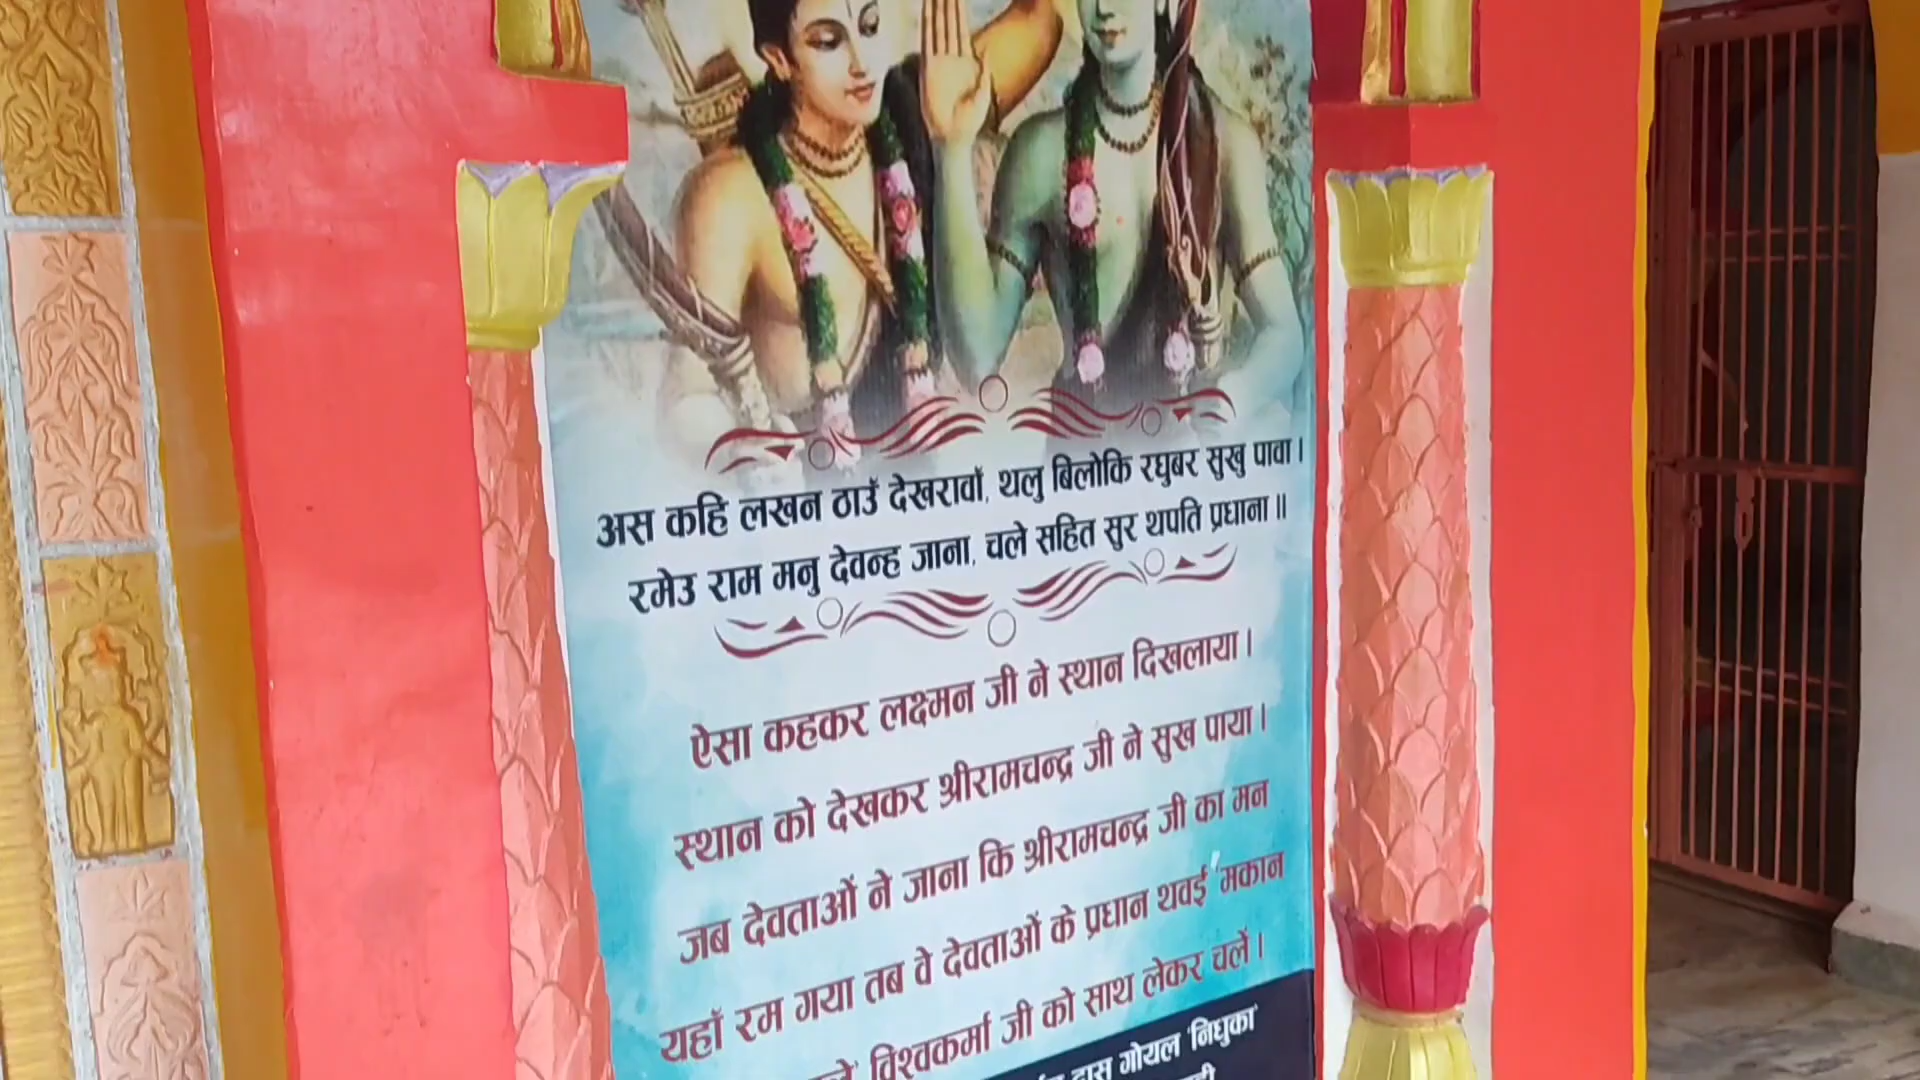 अस कहि लखन ठाउँ देखरावॉ, थलु बिलोकि रघुबर सुखु पावा।
रमेउ राम मनु देवन्ह जाना, चले सहित सुर थपति प्रधाना॥
ऐसा कहकर लक्ष्मन जी ने स्थान दिखलाया।
स्थान को देखकर श्रीरामचन्द्र जी ने सुख पाया।
जब देवताओं ने जाना कि श्रीरामचन्द्र जी का मन
यहाँ रम गया तब वे देवताओं के प्रधान थवई 'मकान
विश्वकर्मा जी को साथ लेकर चले।
दास गोयल 'निधुका'